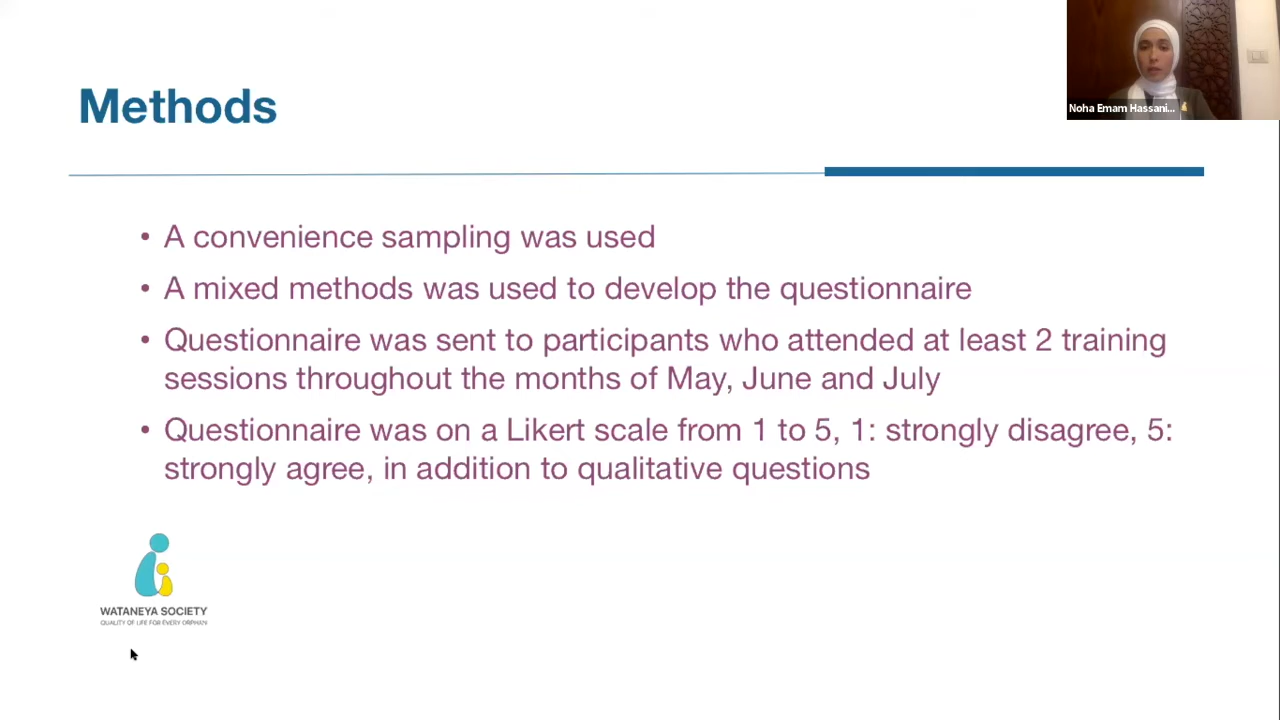 Methods
Noha Emam Hassani...
• A convenience sampling was used
• A mixed methods was used to develop the questionnaire
• Questionnaire was sent to participants who attended at least 2 training
sessions throughout the months of May, June and July
• Questionnaire was on a Likert scale from 1 to 5, 1: strongly disagree, 5:
strongly agree, in addition to qualitative questions
WATANEYA SOCIETY
QUALITY OF LIFE FOR EVERY ORPHAN